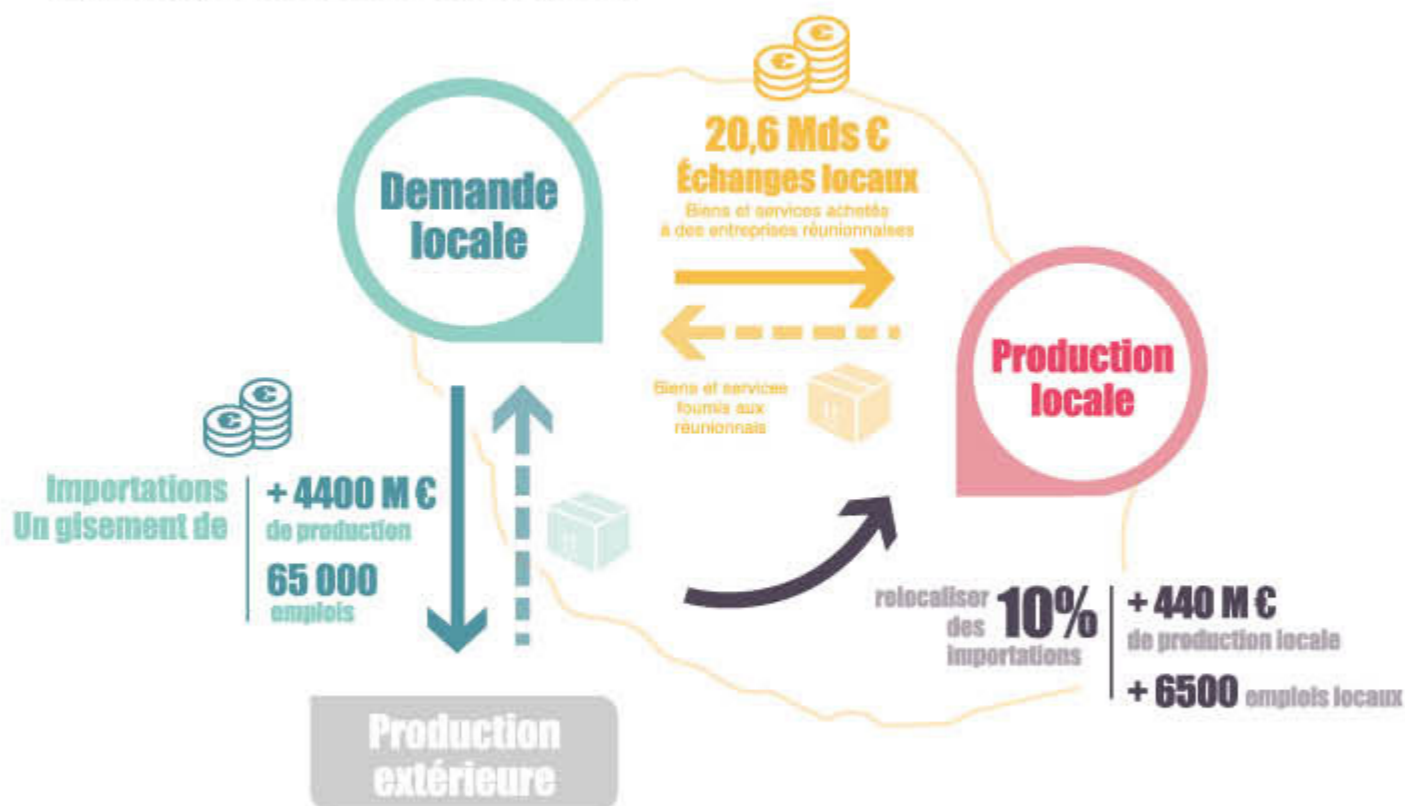 20,6 Mds €
Échanges locaux
Biens et services achetés
à des entreprises réunionnaises
Demande
locale
Production
locale
Biens et services
fournis aux
réunionnais
Importations
Un gisement de
+ 4400 M €
de production
65 000
emplois
relocaliser
des
importations
10%
+ 440 M €
de production locale
+ 6500 emplois locaux
Production
extérieure